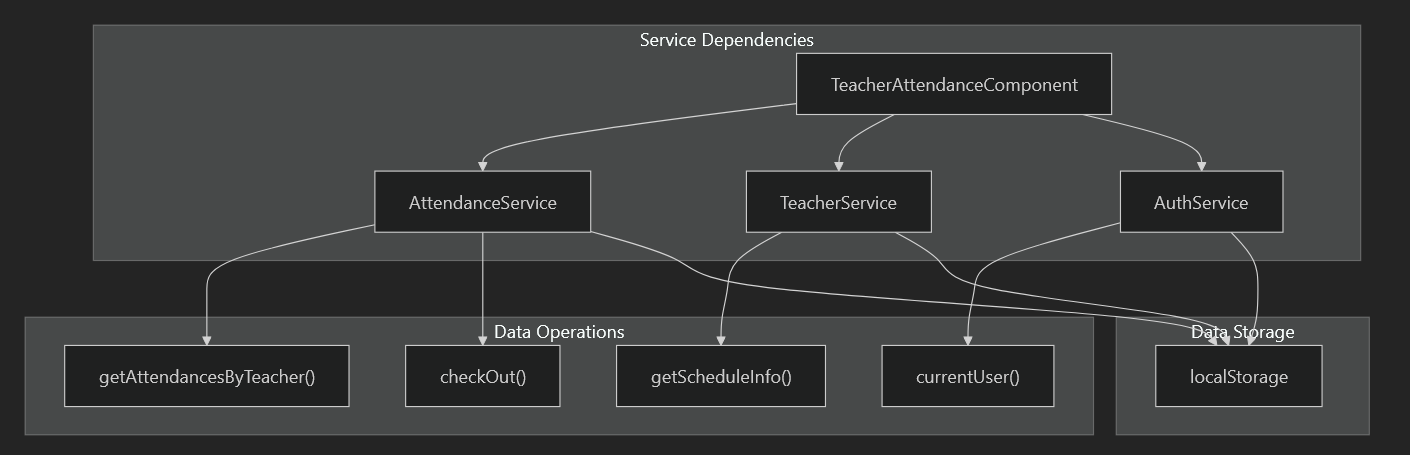 Service Dependencies
TeacherAttendanceComponent
AttendanceService
TeacherService
AuthService
Data Operations
Data Storage
getAttendancesByTeacher()
checkOut()
getScheduleInfo()
currentUser()
localStorage